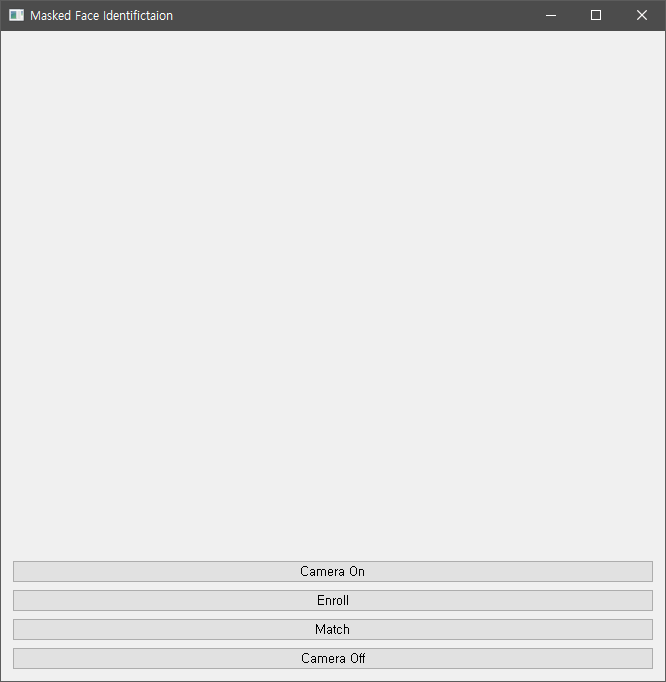 Masked Face Identifictaion
Camera On
Enroll
Match
Camera Off